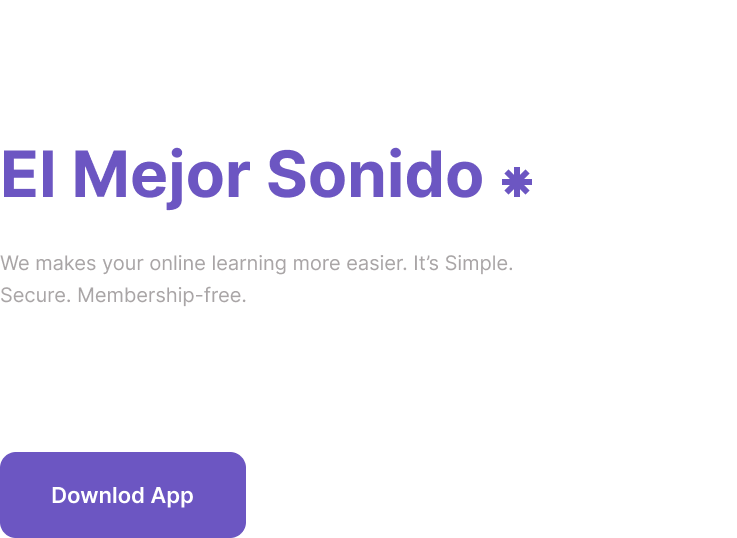 El Mejor Sonido *
We makes your online learning more easier. It’s Simple.
Secure. Membership-free.
Downlod App